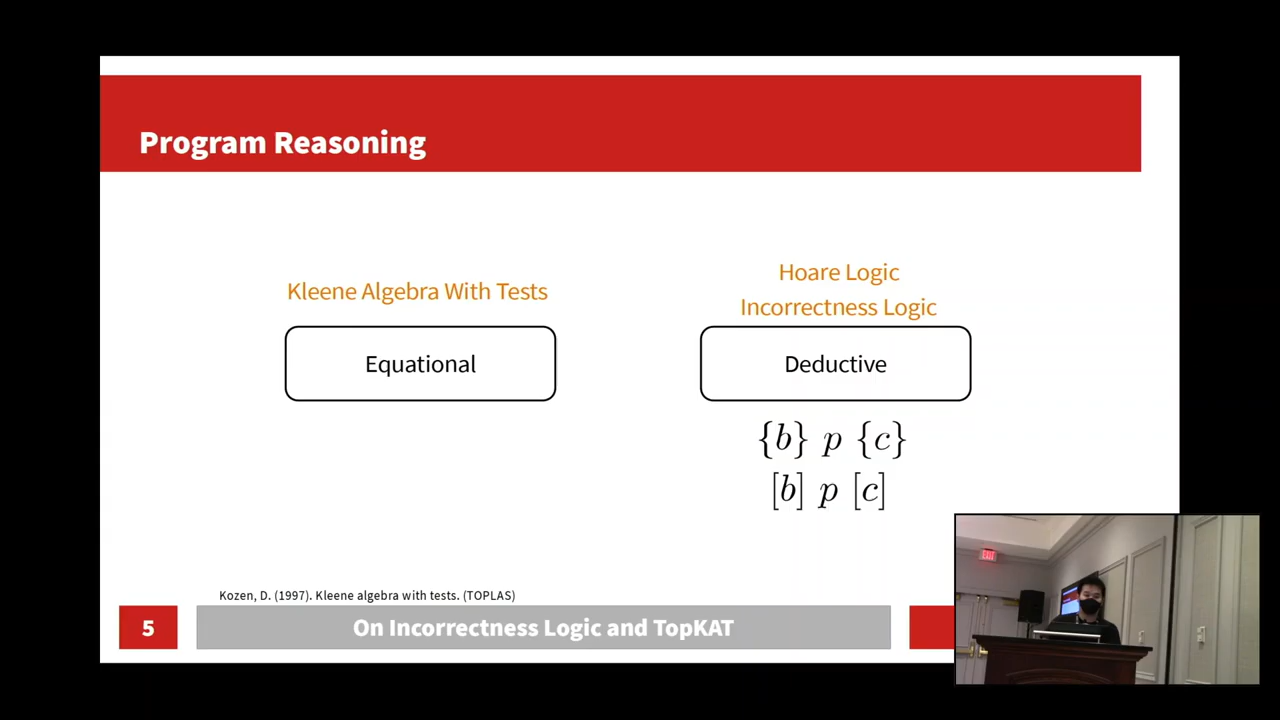 Program Reasoning
Kleene Algebra With Tests
Equational
Hoare Logic
Incorrectness Logic
Deductive
{b} p {c}
[b] p [c]
Kozen, D. (1997). Kleene algebra with tests. (TOPLAS)
5
On Incorrectness Logic and TopKAT
EXIT